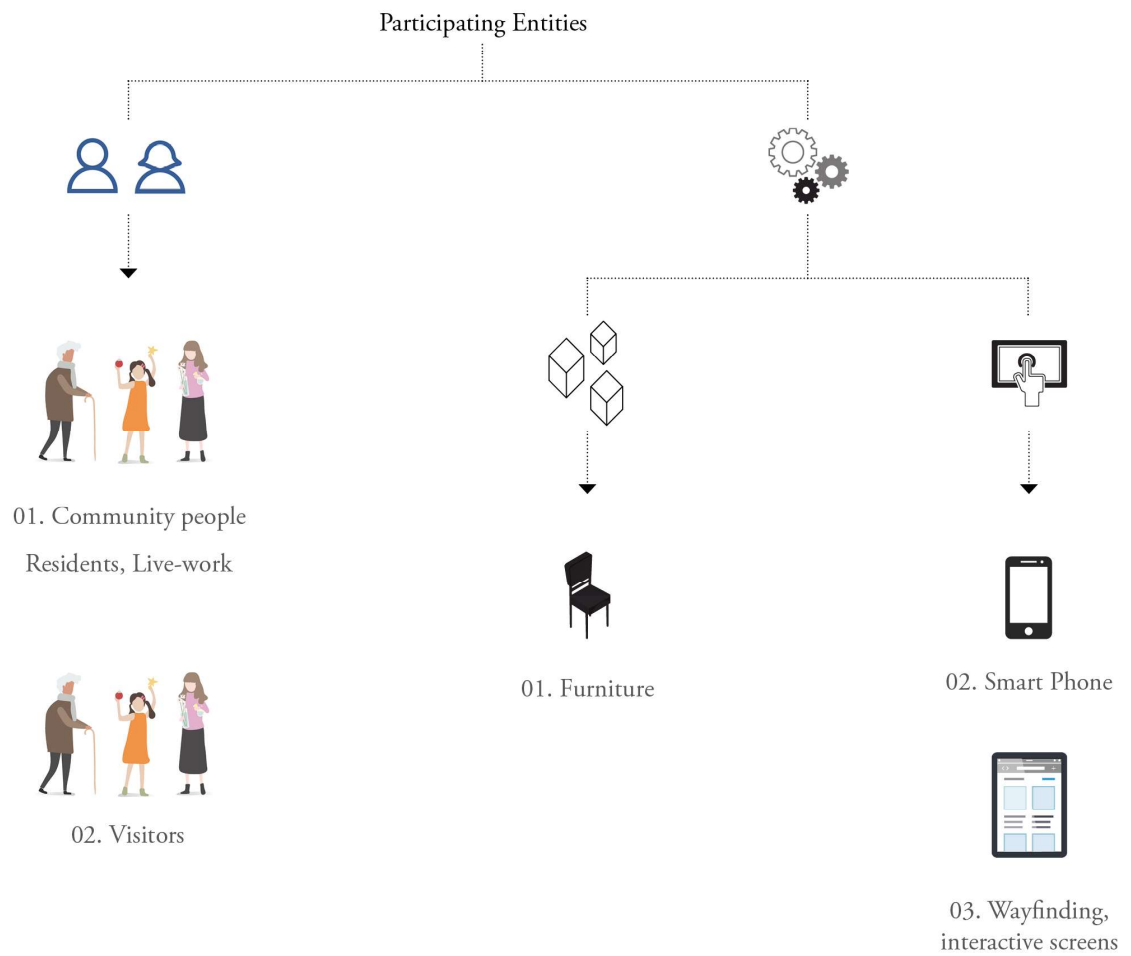 Participating Entities
01. Community people
Residents, Live-work
02. Visitors
01. Furniture
02. Smart Phone
03. Wayfinding,
interactive screens